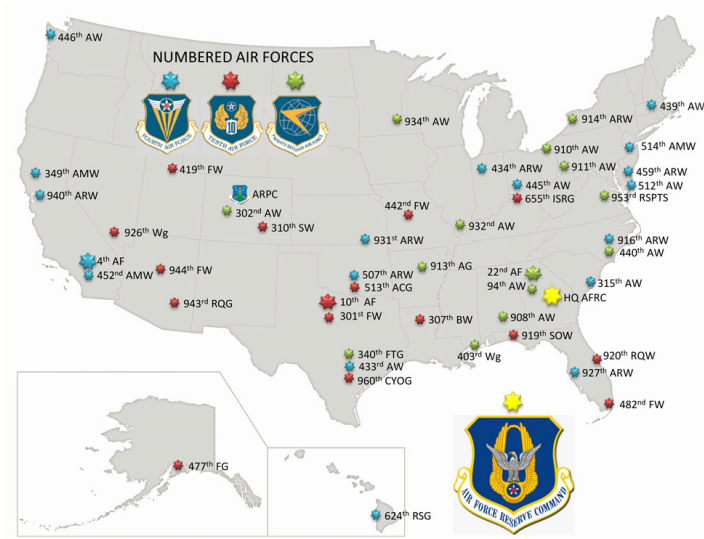 446th AW
NUMBERED AIR FORCES
FOURTH AIR FORCE
10
TENTH AIR FORCE
TWENTY-SECOND AIR FORCE
934th AW
439th AW
914th ARW
910th AW
514th AMW
349th AMW
419th FW
434th ARW
911th AW
459th ARW
940th ARW
ARPC
445th AW
512th AW
302nd AW
442nd FW
655th ISRG
953rd RSPTS
926th Wg
310th SW
932nd AW
931st ARW
916th ARW
440th AW
4th AF
452nd AMW
944th FW
507th ARW
513th ACG
913th AG
22nd AF
94th AW
315th AW
943rd RQG
10th AF
301st FW
HQ AFRC
307th BW
908th AW
919th SOW
340th FTG
433rd AW
960th CYOG
403rd Wg
920th RQW
927th ARW
482nd FW
477th FG
624th RSG
AIR FORCE RESERVE COMMAND